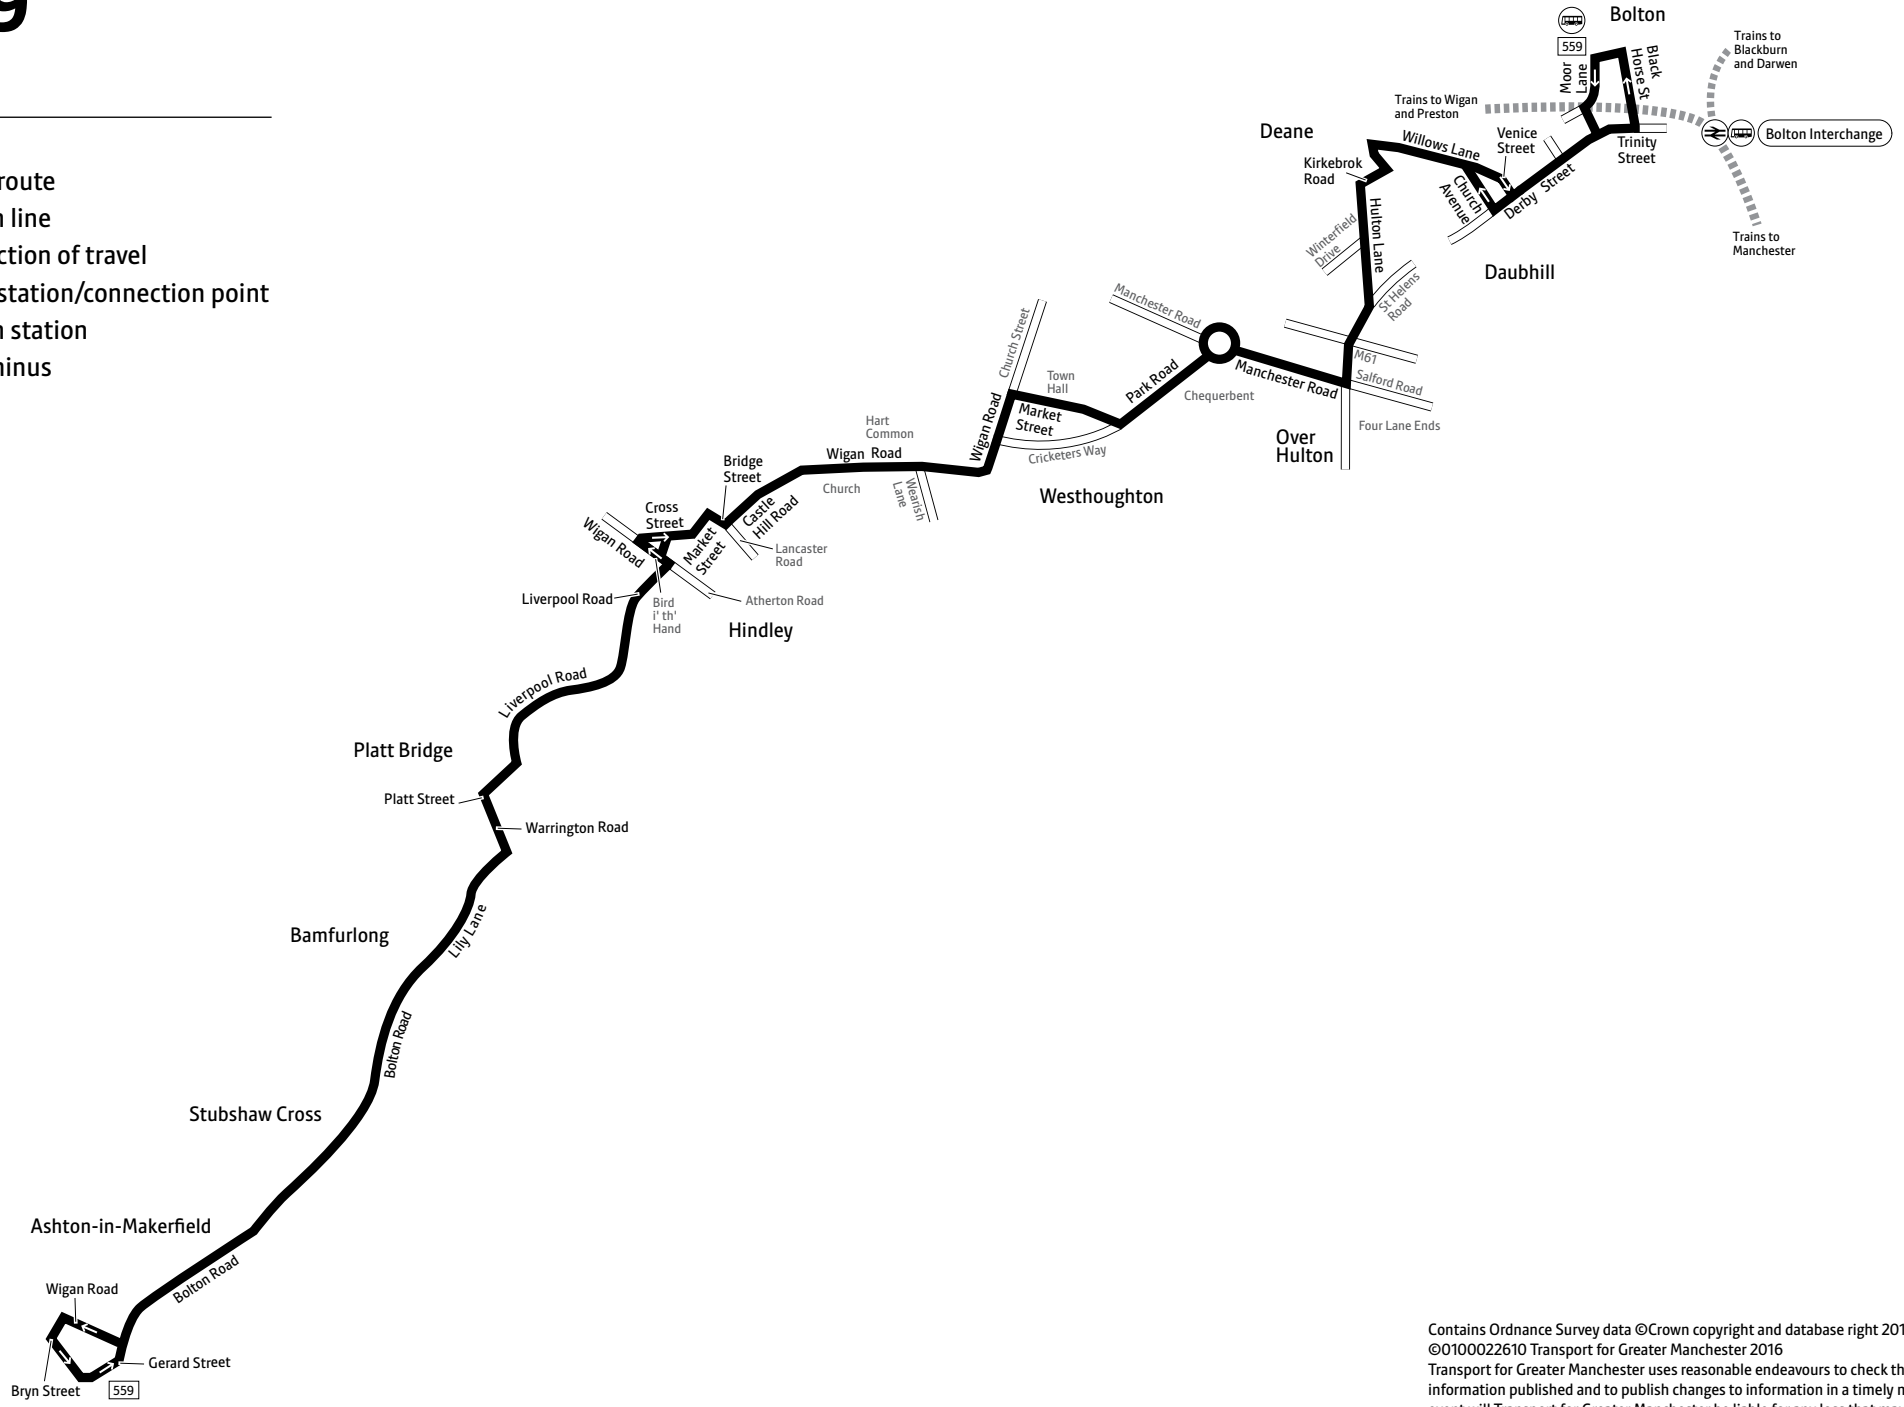 g
route
n line
ction of travel
station/connection point
n station
minus
Bolton
559
Moor
Lane
Black
Horse St
Trains to
Blackburn
and Darwen
Trains to Wigan
and Preston
Bolton Interchange
Trinity
Street
Trains to
Manchester
Deane
Willows Lane
Venice
Street
Kirkebrok
Road
Church
Avenue
Derby Street
Daubhill
Hulton Lane
Winterfield
Drive
St Helens
Road
M61
Salford Road
Four Lane Ends
Over
Hulton
Manchester Road
Manchester Road
Chequerbent
Park Road
Church Street
Town
Hall
Market
Street
Cricketers Way
Westhoughton
Wigan Road
Hart
Common
Wigan Road
Church
Wearish
Lane
Bridge
Street
Castle
Hill Road
Lancaster
Road
Cross
Street
Market
Street
Wigan Road
Atherton Road
Bird
i' th'
Hand
Hindley
Liverpool Road
Liverpool Road
Platt Bridge
Platt Street
Warrington Road
Bamfurlong
Lily Lane
Bolton Road
Stubshaw Cross
Ashton-in-Makerfield
Bolton Road
Wigan Road
Gerard Street
Bryn Street
559
Contains Ordnance Survey data ©Crown copyright and database right 201
©0100022610 Transport for Greater Manchester 2016
Transport for Greater Manchester uses reasonable endeavours to check th
information published and to publish changes to information in a timely